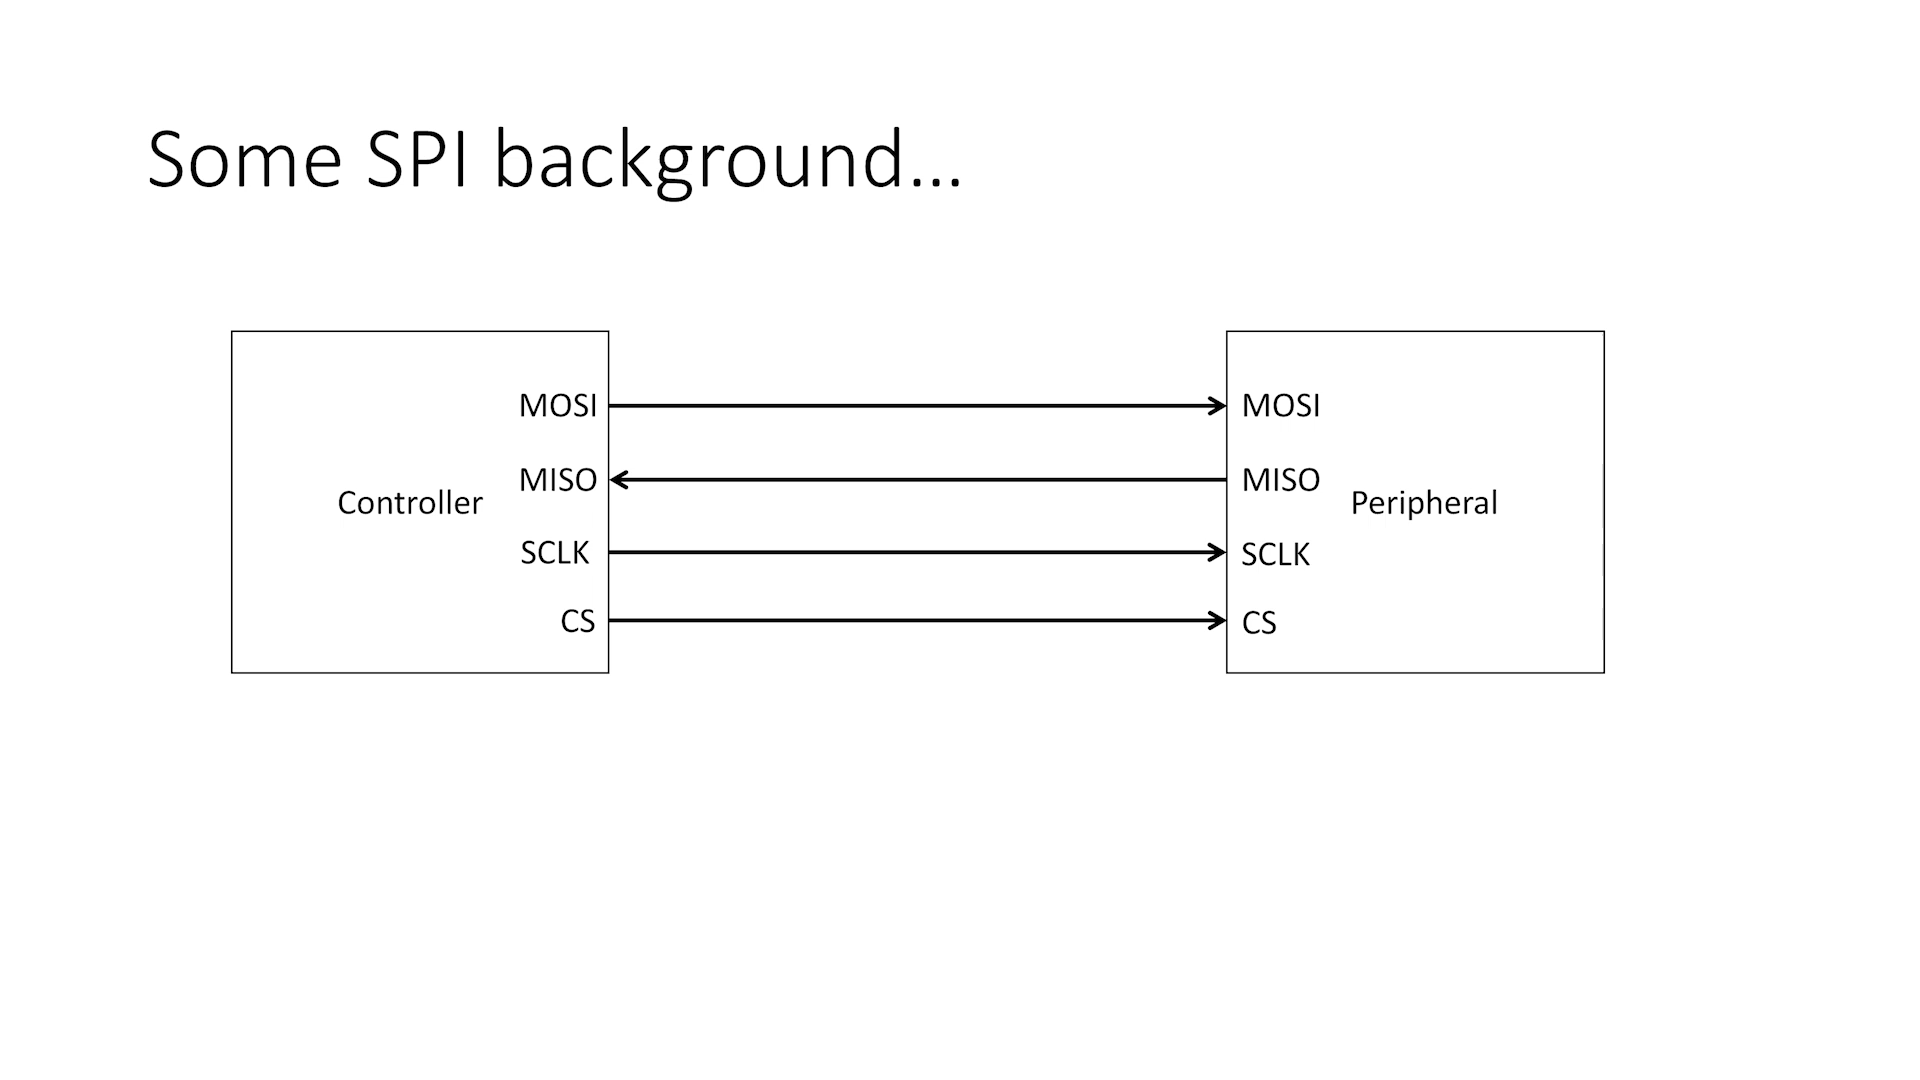 Some SPI background...
MOSI
MISO
Controller
SCLK
CS
MOSI
MISO
Peripheral
SCLK
CS